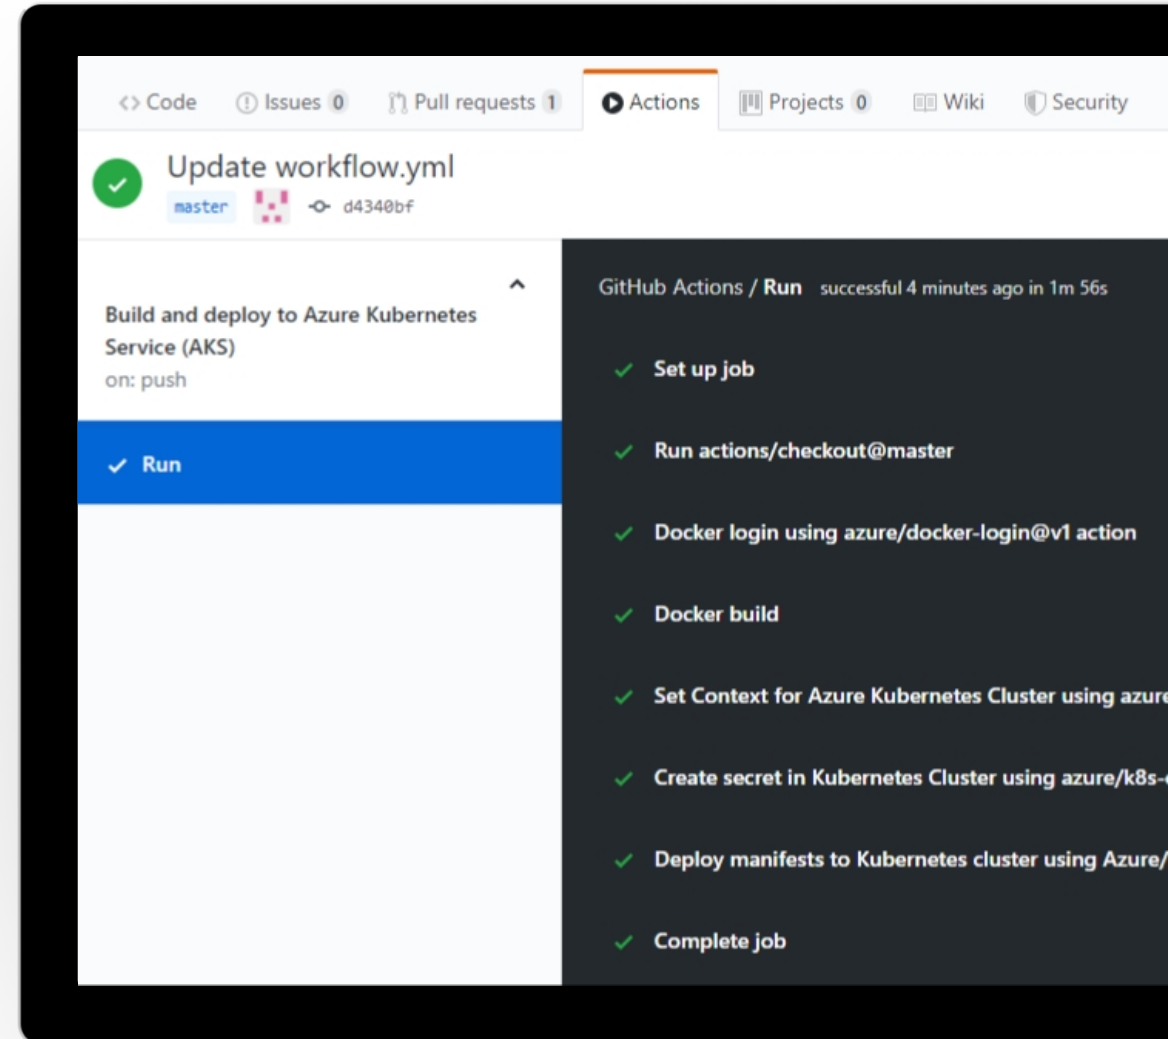 Code Issues 0 Pull requests 1 Actions Projects 0 Wiki Security
Update workflow.yml
master d4340bf
Build and deploy to Azure Kubernetes
Service (AKS)
on: push
Run
GitHub Actions / Run successful 4 minutes ago in 1m 56s
Set up job
Run actions/checkout@master
Docker login using azure/docker-login@v1 action
Docker build
Set Context for Azure Kubernetes Cluster using azure
Create secret in Kubernetes Cluster using azure/k8s-
Deploy manifests to Kubernetes cluster using Azure/
Complete job